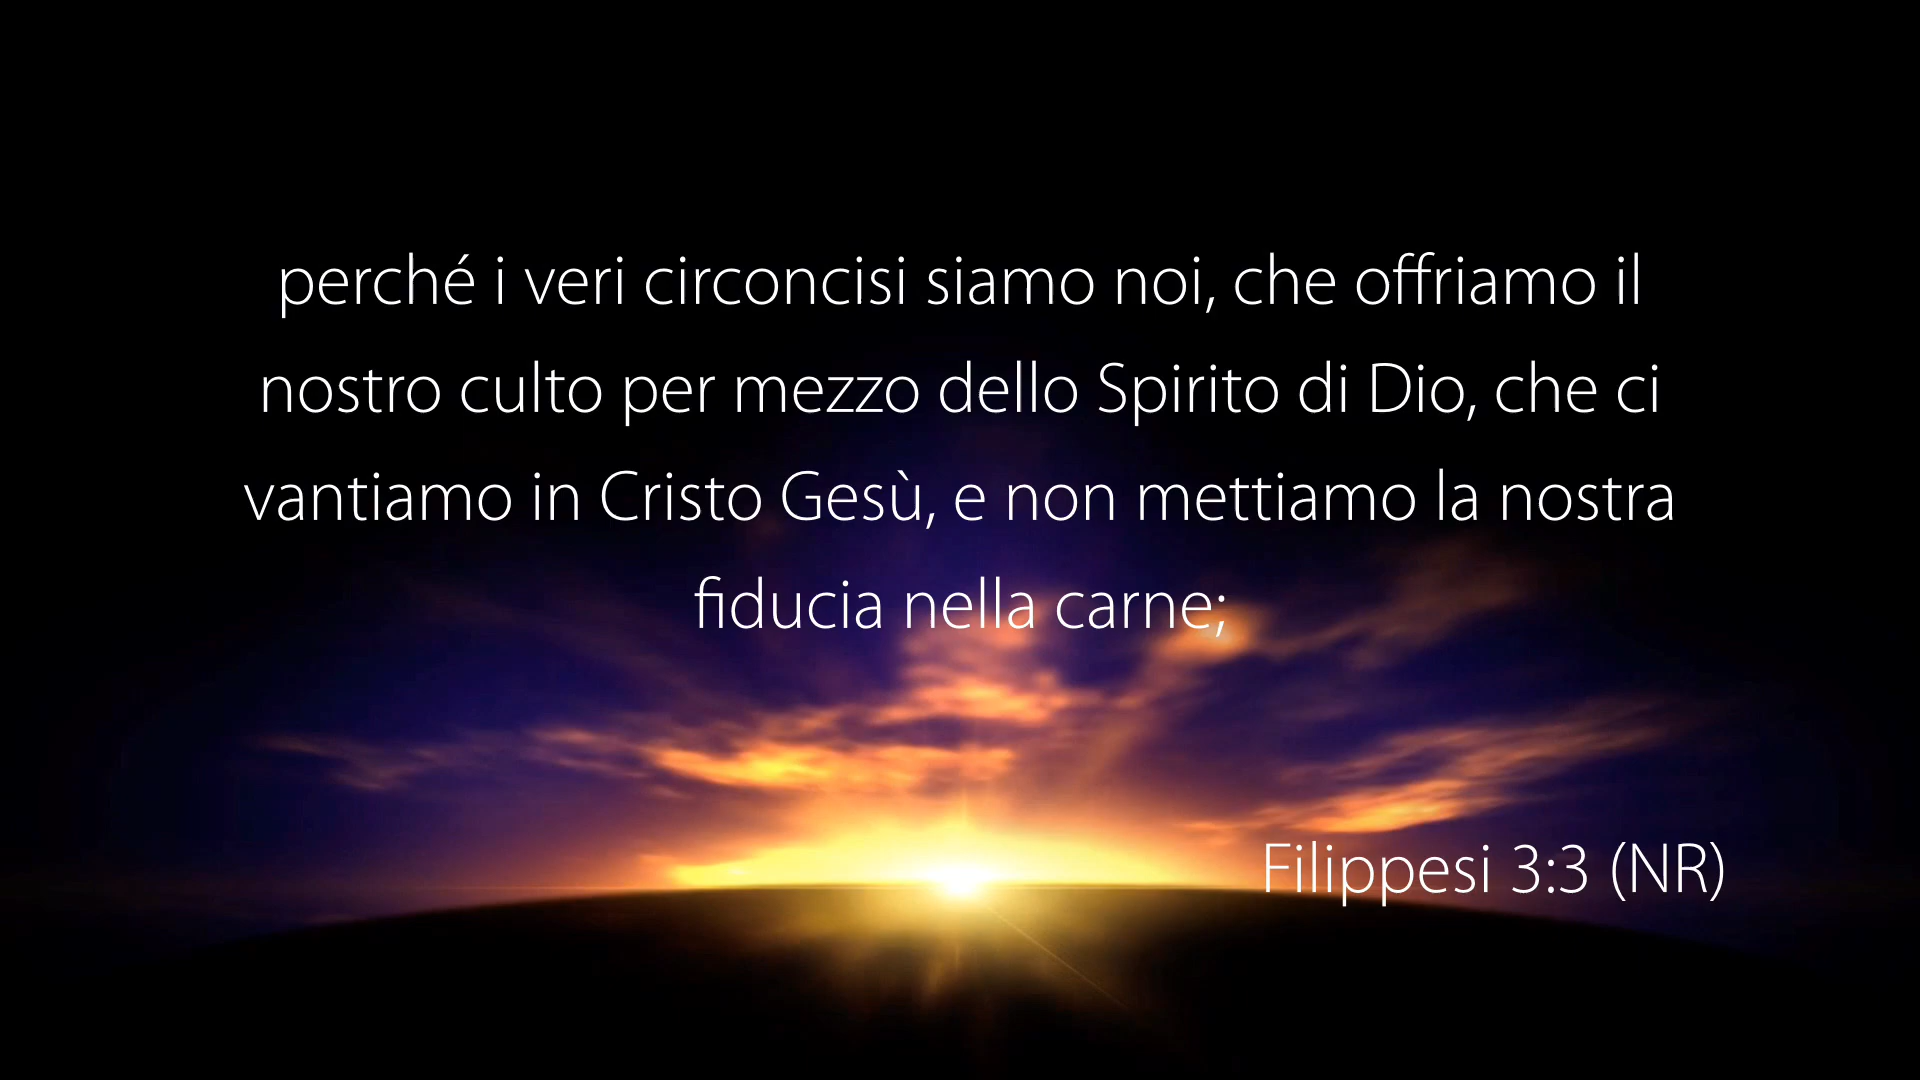 perché i veri circoncisi siamo noi, che offriamo il
nostro culto per mezzo dello Spirito di Dio, che ci
vantiamo in Cristo Gesù, e non mettiamo la nostra
fiducia nella carne;
Filippesi 3:3 (NR)